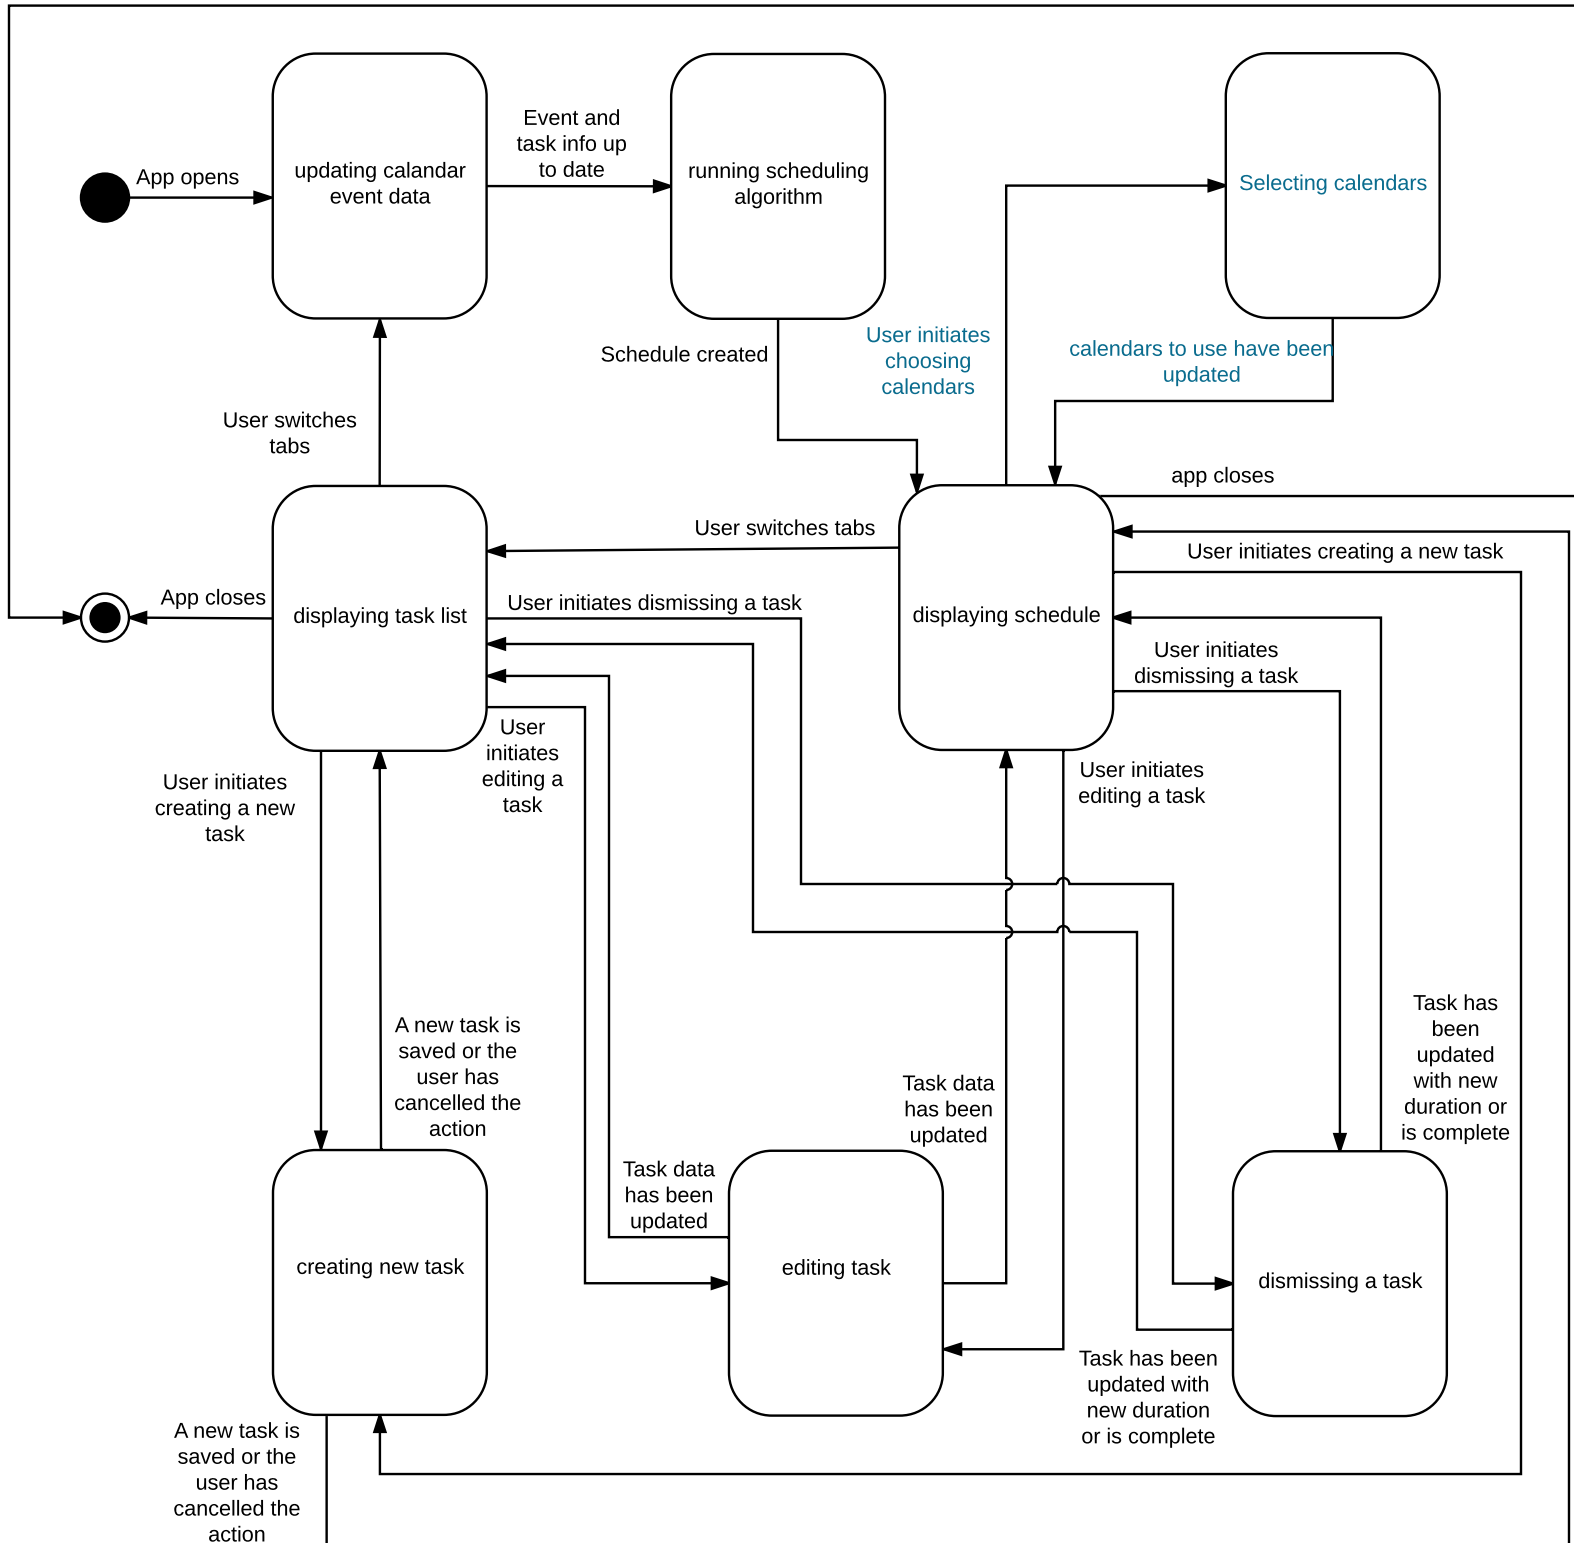 App opens
updating calandar
event data
Event and
task info up
to date
running scheduling
algorithm
Selecting calendars
Schedule created
User initiates
choosing
calendars
calendars to use have been
updated
User switches
tabs
app closes
User switches tabs
User initiates creating a new task
App closes
displaying task list
User initiates dismissing a task
displaying schedule
User initiates
dismissing a task
User
initiates
editing a
task
User initiates
editing a task
User initiates
creating a new
task
A new task is
saved or the
user has
cancelled the
action
Task data
has been
updated
Task data
has been
updated
Task has
been
updated
with new
duration or
is complete
creating new task
editing task
dismissing a task
Task has been
updated with
new duration
or is complete
A new task is
saved or the
user has
cancelled the
action